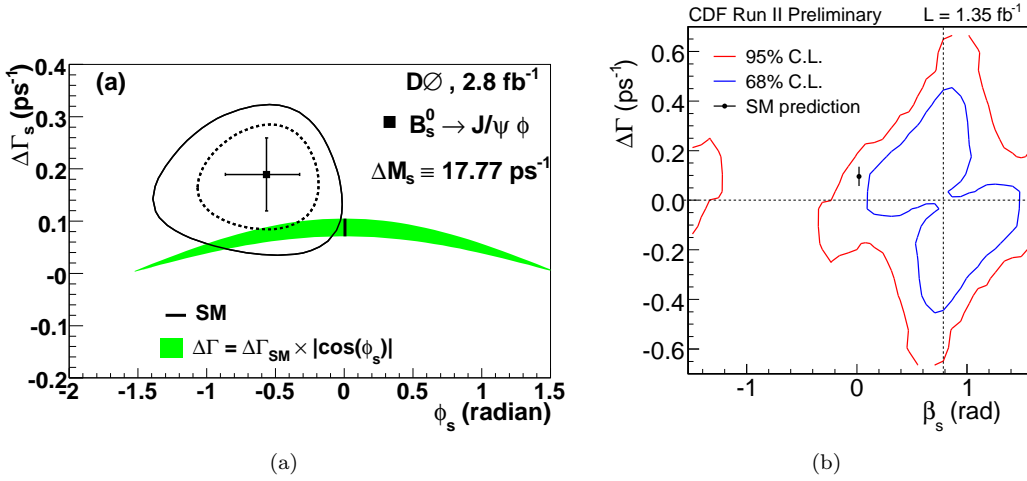 (a)
DØ , 2.8 fb⁻¹
B⁰ₛ → J/ψ ϕ
ΔMₛ ≡ 17.77 ps⁻¹
SM
ΔΓ = ΔΓ_SM × |cos(ϕₛ)|
ΔΓₛ (ps⁻¹)
0.4
0.3
0.2
0.1
-0
-0.1
-0.2
-2 -1.5 -1 -0.5 0 0.5 1 1.5
ϕₛ (radian)
(a)
CDF Run II Preliminary L = 1.35 fb⁻¹
95% C.L.
68% C.L.
SM prediction
ΔΓ (ps⁻¹)
0.6
0.4
0.2
0.0
-0.2
-0.4
-0.6
-1 0 1
βₛ (rad)
(b)